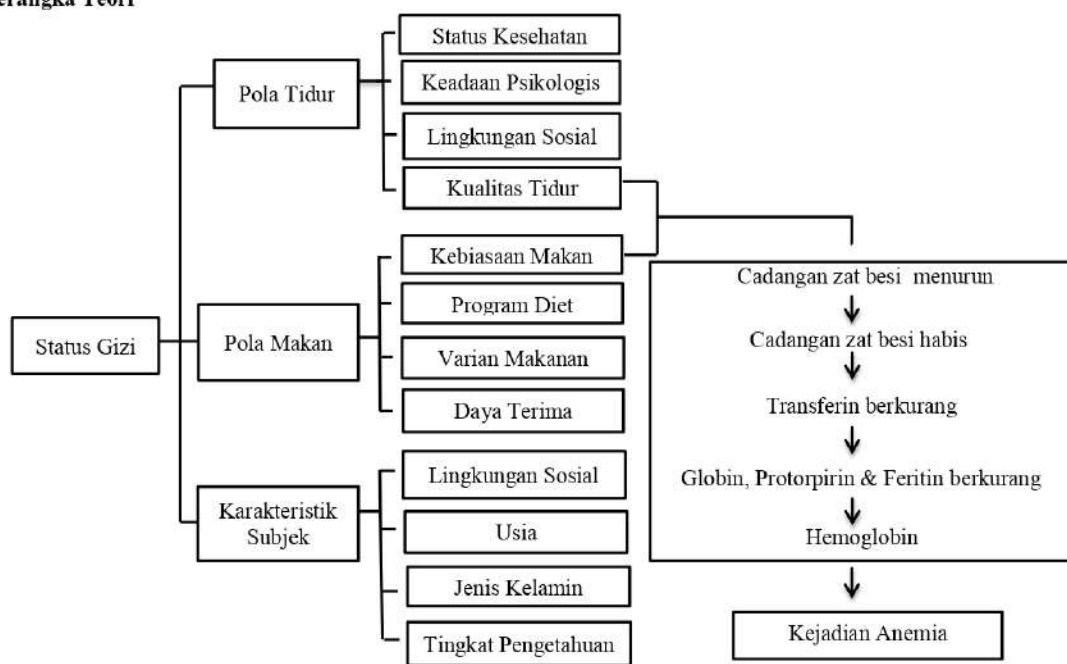 Kerangka Teori
Status Kesehatan
Pola Tidur
Keadaan Psikologis
Lingkungan Sosial
Kualitas Tidur
Kebiasaan Makan
Cadangan zat besi menurun
Program Diet
Status Gizi
Pola Makan
Cadangan zat besi habis
Varian Makanan
Daya Terima
Transferin berkurang
Lingkungan Sosial
Globin, Protorpirin & Feritin berkurang
Karakteristik
Subjek
Usia
Hemoglobin
Jenis Kelamin
Tingkat Pengetahuan
Kejadian Anemia